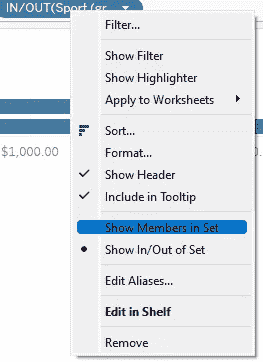 IN/OUT(Sport (gr..
Filter...
Show Filter
Show Highlighter
Apply to Worksheets
Sort...
$1,000.00
Format...
Show Header
Include in Tooltip
Show Members in Set
Show In/Out of Set
Edit Aliases...
Edit in Shelf
Remove